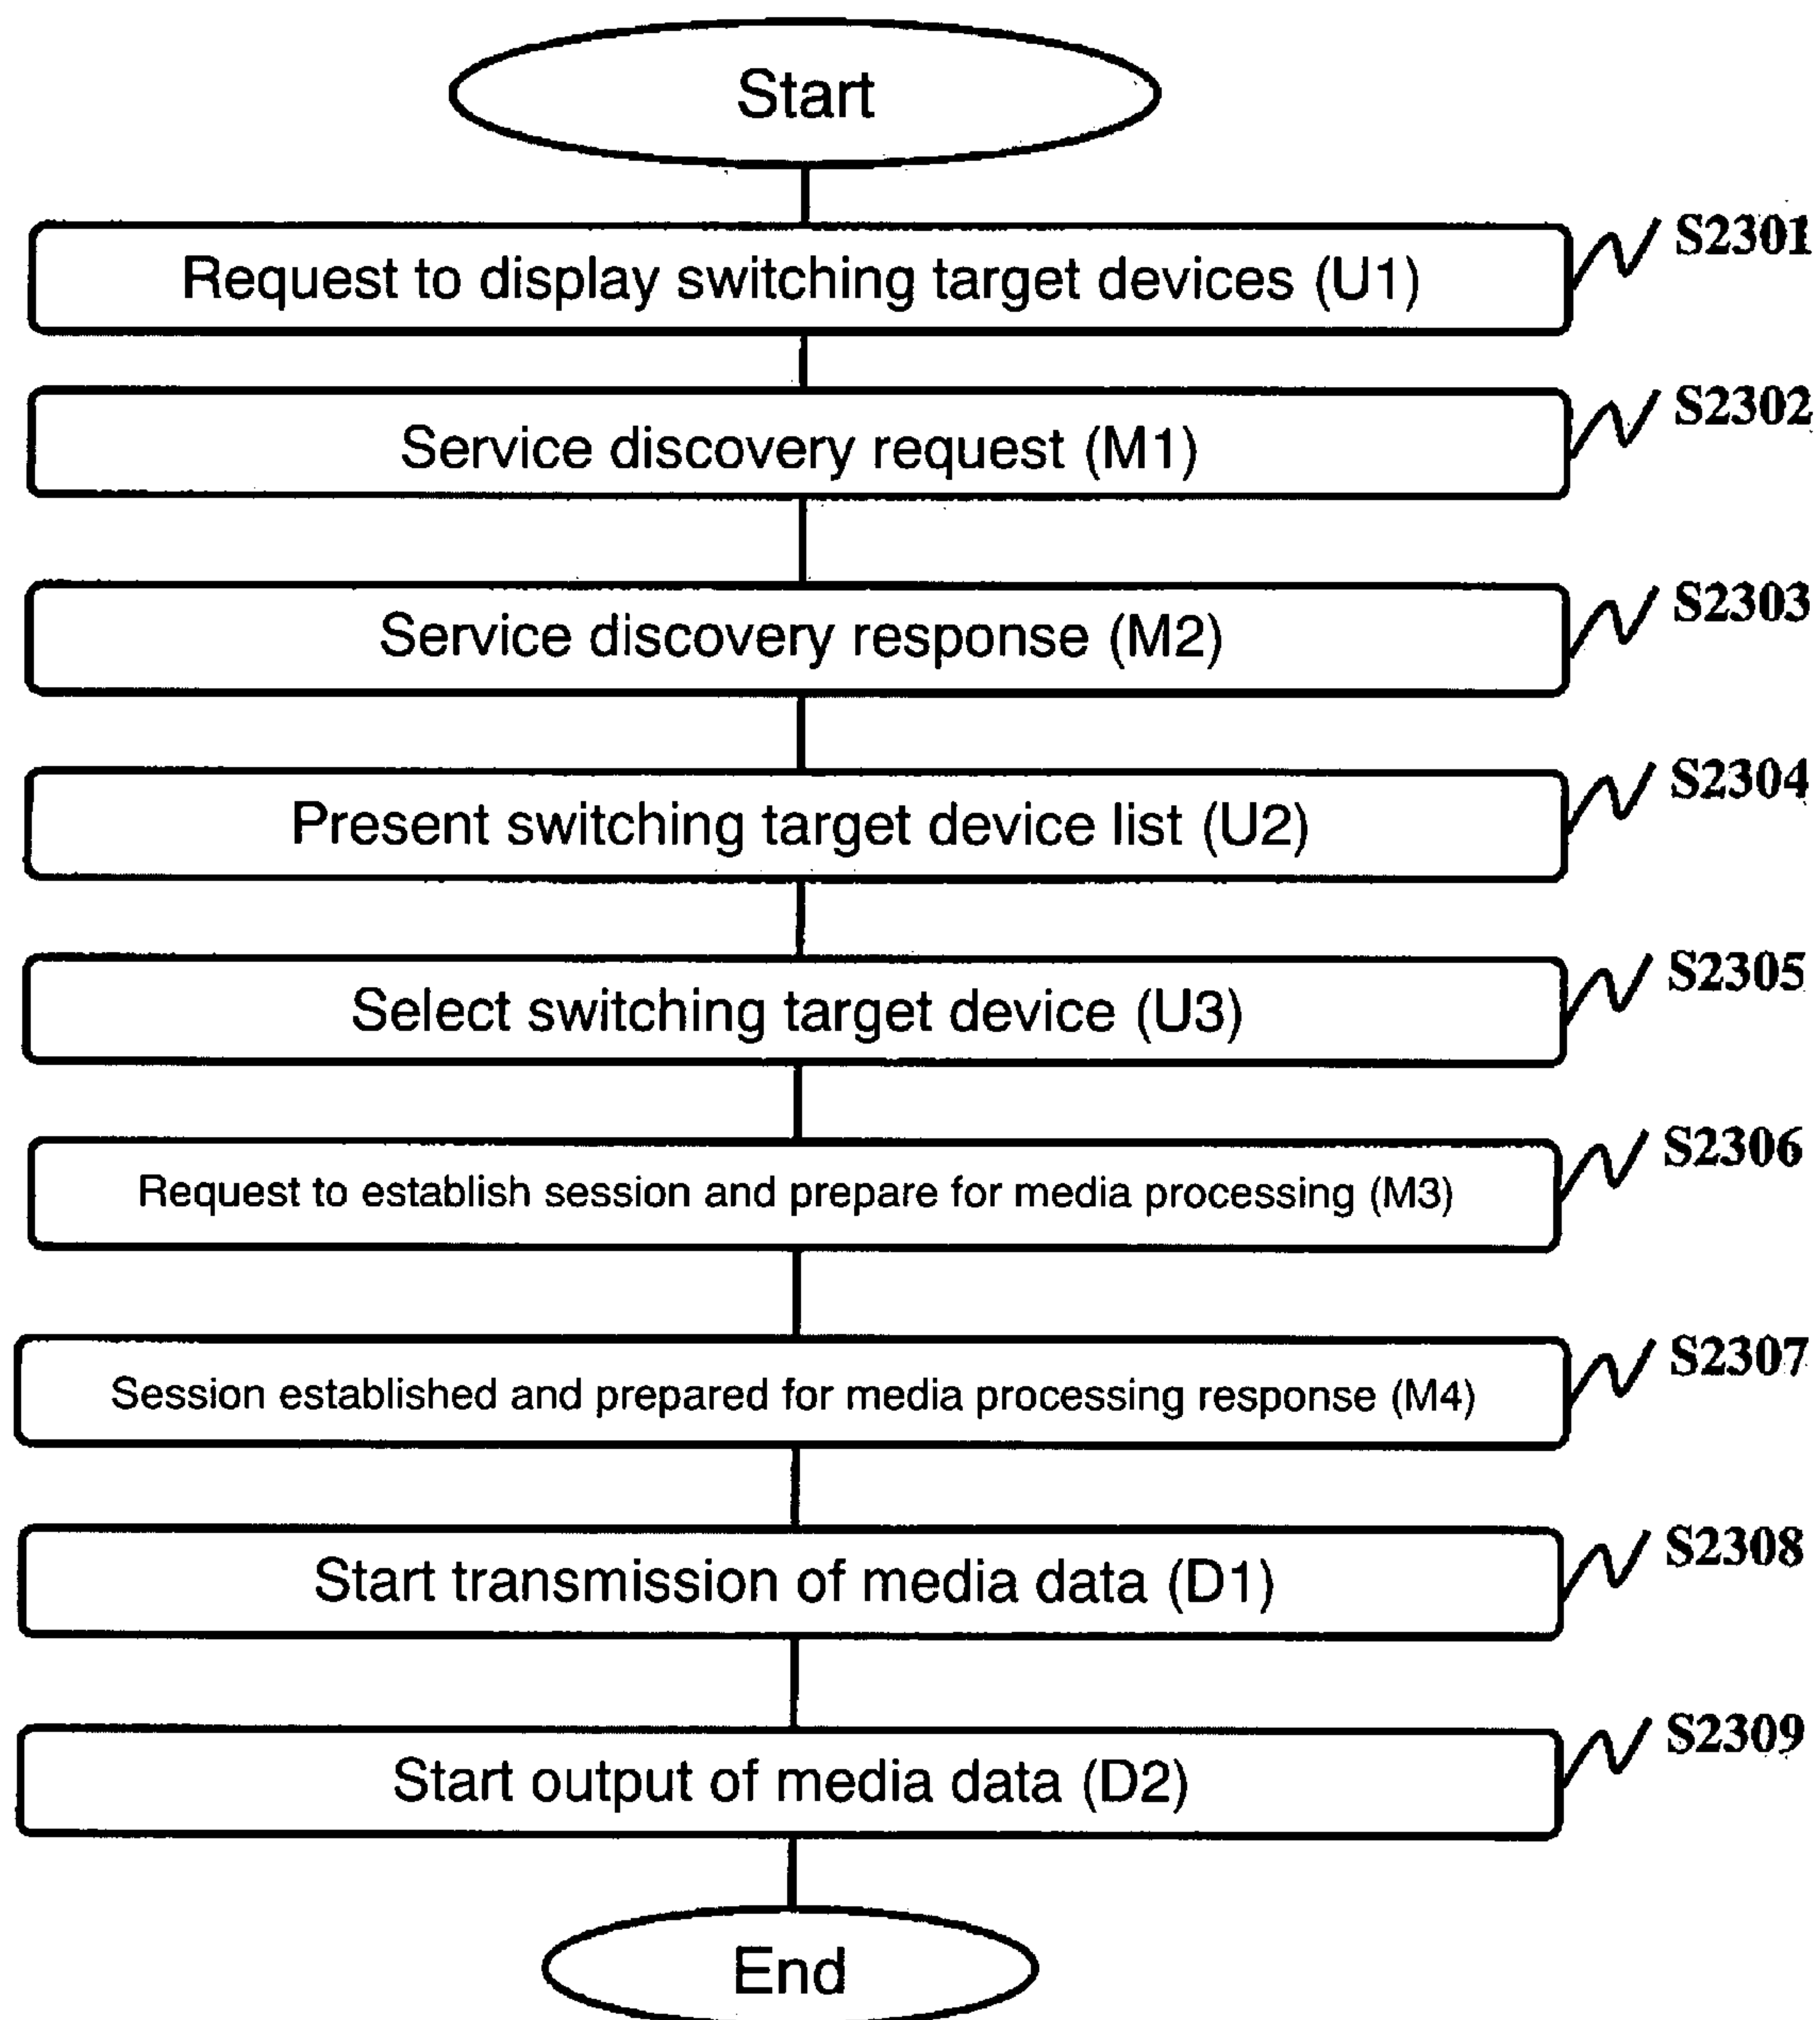 Start
Request to display switching target devices (U1)
S2301
Service discovery request (M1)
S2302
Service discovery response (M2)
S2303
Present switching target device list (U2)
S2304
Select switching target device (U3)
S2305
Request to establish session and prepare for media processing (M3)
S2306
Session established and prepared for media processing response (M4)
S2307
Start transmission of media data (D1)
S2308
Start output of media data (D2)
S2309
End